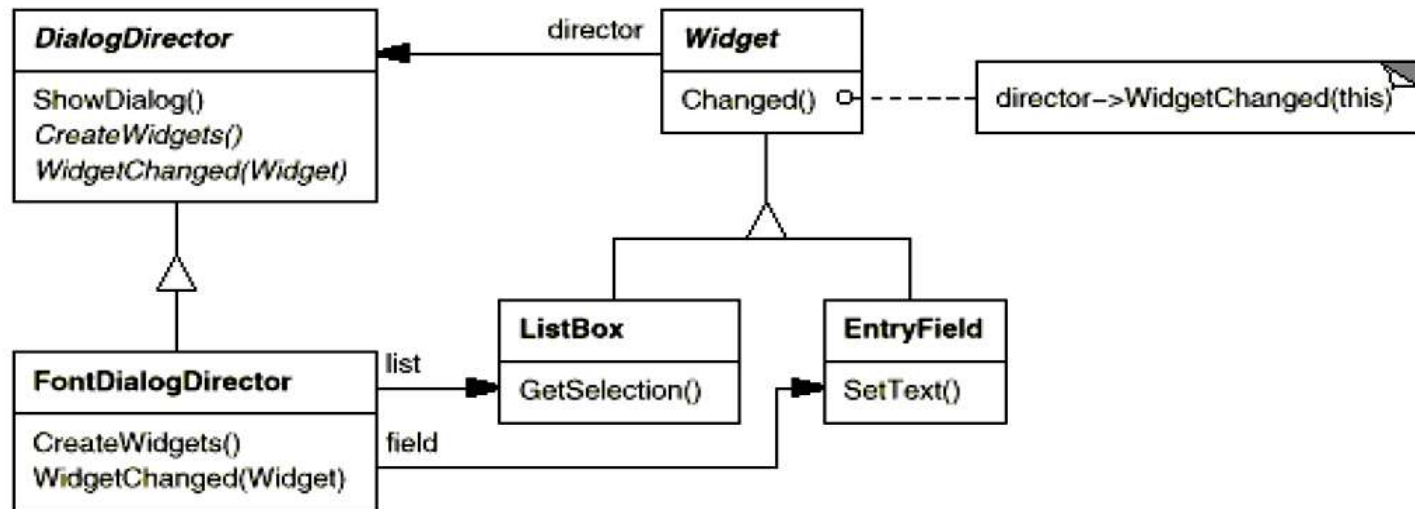 DialogDirector
ShowDialog()
CreateWidgets()
WidgetChanged(Widget)
director
Widget
Changed()
director->WidgetChanged(this)
FontDialogDirector
CreateWidgets()
WidgetChanged(Widget)
list
field
ListBox
GetSelection()
EntryField
SetText()